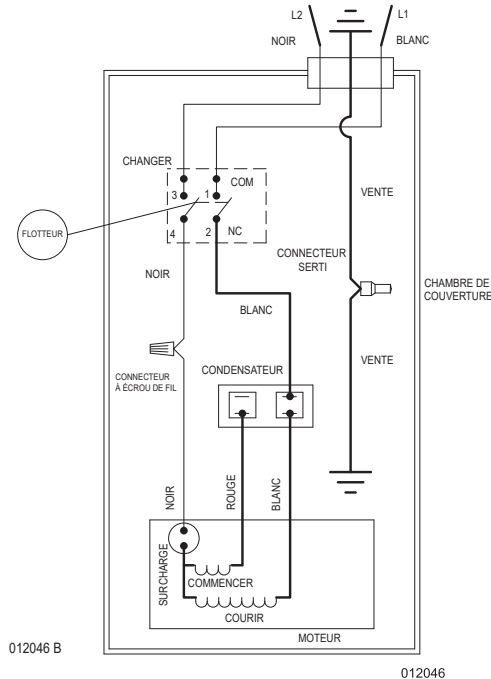 L2
L1
NOIR
BLANC
CHANGER
COM
3
1
FLOTTEUR
4
2
NC
VENTE
CONNECTEUR
SERTI
NOIR
CHAMBRE DE
COUVERTURE
BLANC
CONNECTEUR
À ÉCROU DE FIL
CONDENSATEUR
VENTE
NOIR
ROUGE
BLANC
SURCHARGE
COMMENCER
COURIR
MOTEUR
012046 B
012046